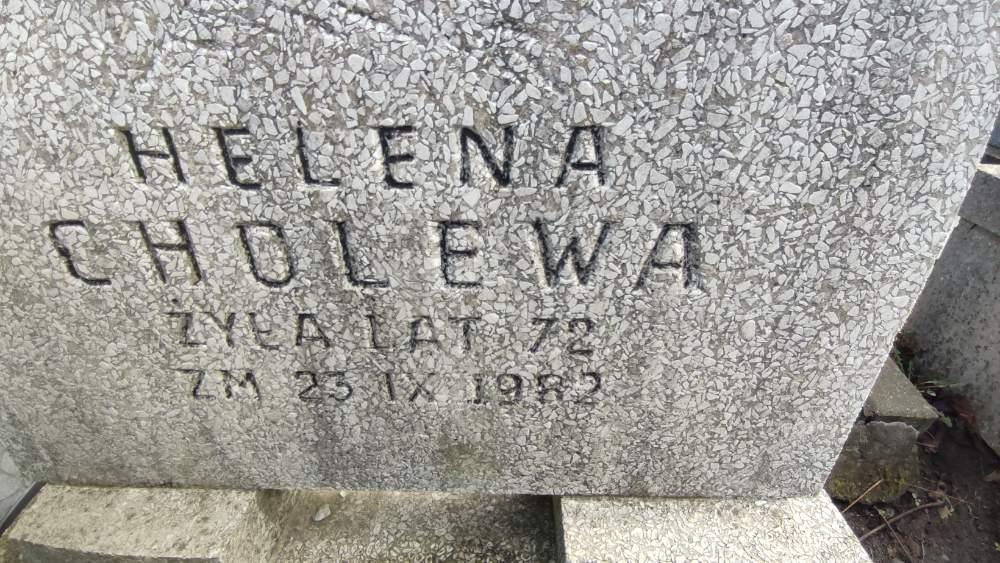 HELENA
CHOLEWA
ŻYŁA LAT 72
ZM 23 IX 1982